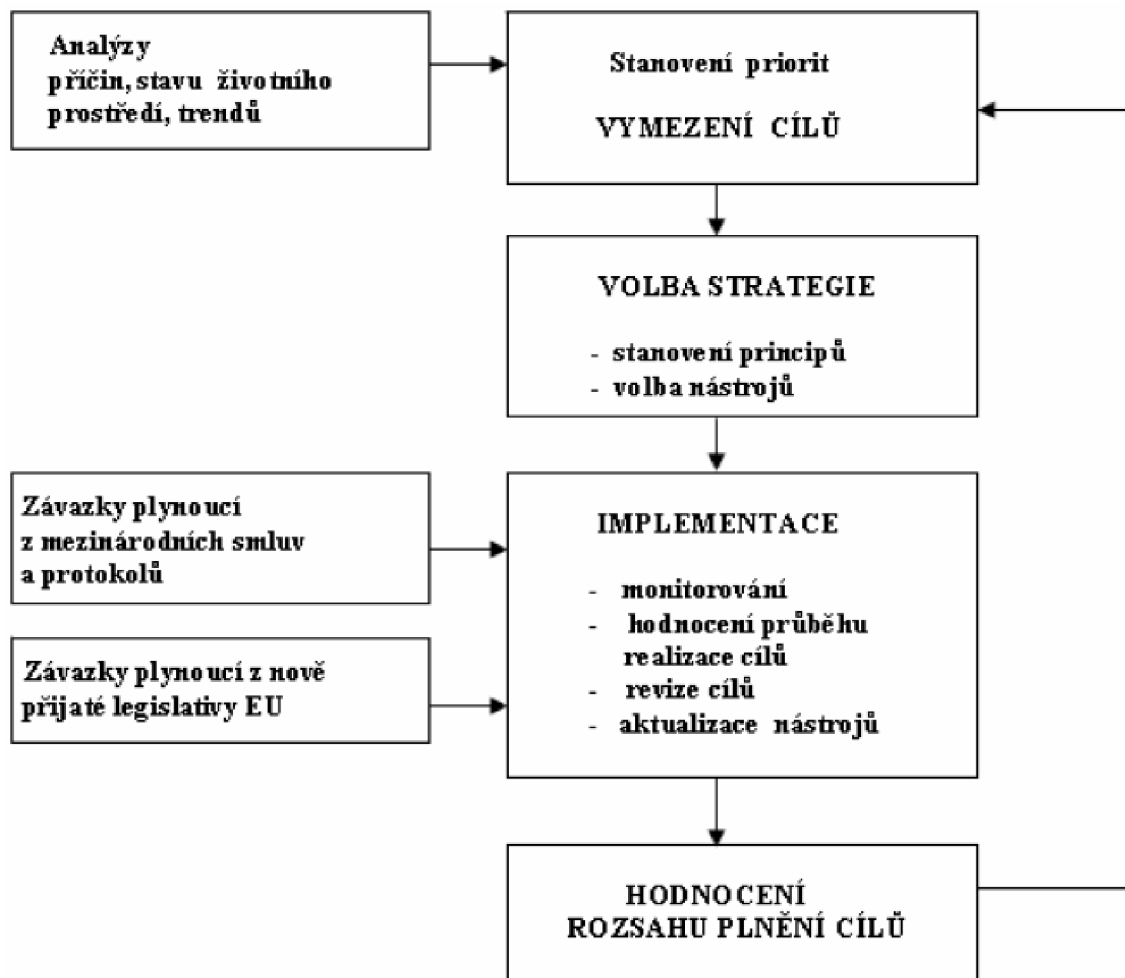 Analýzy
příčin, stavu životního
prostředí, trendů
Stanovení priorit
VYMEZENÍ CÍLŮ
VOLBA STRATEGIE
- stanovení principů
- volba nástrojů
Závazky plynoucí
z mezinárodních smluv
a protokolů
Závazky plynoucí z nově
přijaté legislativy EU
IMPLEMENTACE
- monitorování
- hodnocení průběhu
realizace cílů
- revize cílů
- aktualizace nástrojů
HODNOCENÍ
ROZSAHU PLNĚNÍ CÍLŮ